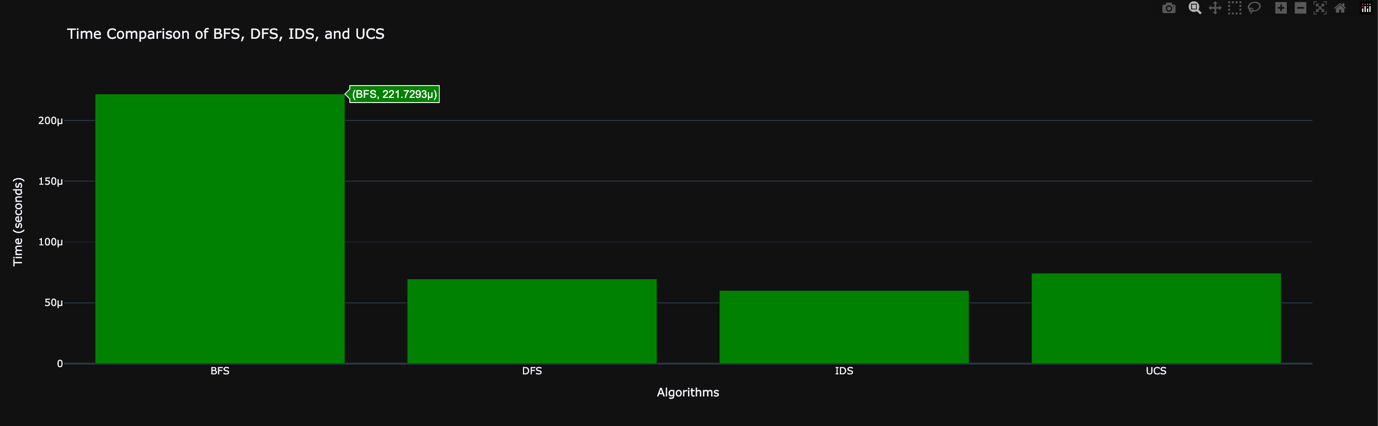 Time Comparison of BFS, DFS, IDS, and UCS
(BFS, 221.7293μ)
200μ
150μ
100μ
50μ
0
Time (seconds)
BFS
DFS
IDS
UCS
Algorithms